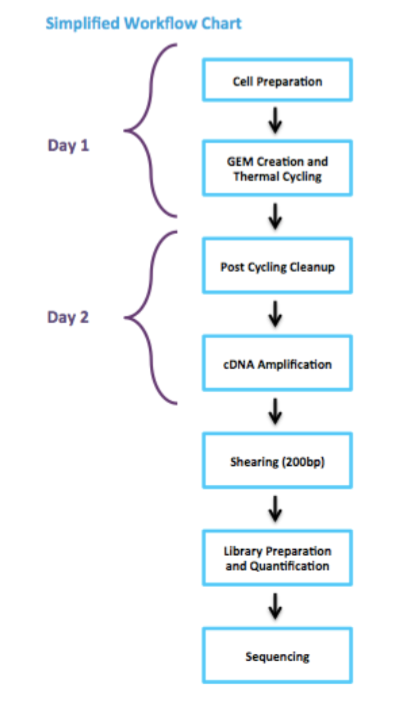 Simplified Workflow Chart
Cell Preparation
Day 1
GEM Creation and
Thermal Cycling
Post Cycling Cleanup
Day 2
cDNA Amplification
Shearing (200bp)
Library Preparation
and Quantification
Sequencing